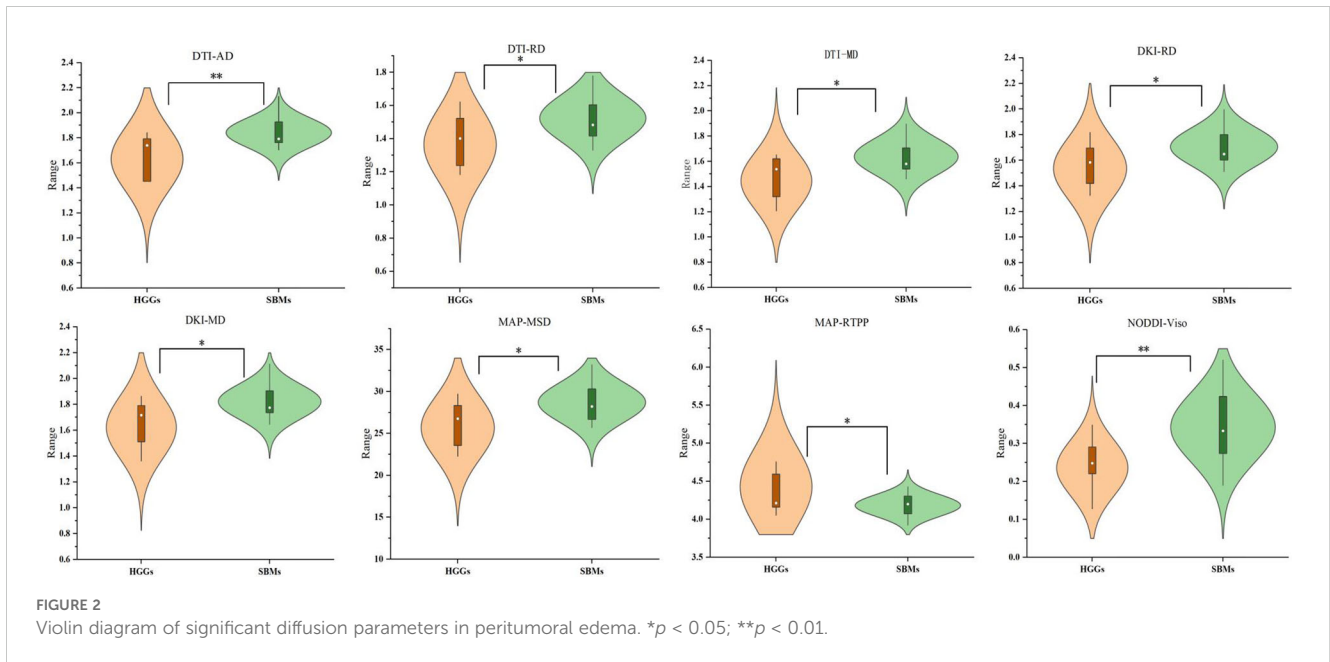 DTI-AD
**
2.4
2.2
2.0
1.8
1.6
1.4
1.2
1.0
0.8
0.6
Range
HGGs
SBMs
DTI-RD
*
1.8
1.6
1.4
1.2
1.0
0.8
0.6
Range
HGGs
SBMs
DTI-MD
*
2.4
2.2
2.0
1.8
1.6
1.4
1.2
1.0
0.8
0.6
Range
HGGs
SBMs
DKI-RD
*
2.4
2.2
2.0
1.8
1.6
1.4
1.2
1.0
0.8
0.6
Range
HGGs
SBMs
DKI-MD
*
2.4
2.2
2.0
1.8
1.6
1.4
1.2
1.0
0.8
0.6
Range
HGGs
SBMs
MAP-MSD
*
35
30
25
20
15
10
Range
HGGs
SBMs
MAP-RTPP
*
6.5
6.0
5.5
5.0
4.5
4.0
3.5
Range
HGGs
SBMs
NODDI-Viso
**
0.6
0.5
0.4
0.3
0.2
0.1
0.0
Range
HGGs
SBMs
FIGURE 2
Violin diagram of significant diffusion parameters in peritumoral edema. *p < 0.05; **p < 0.01.